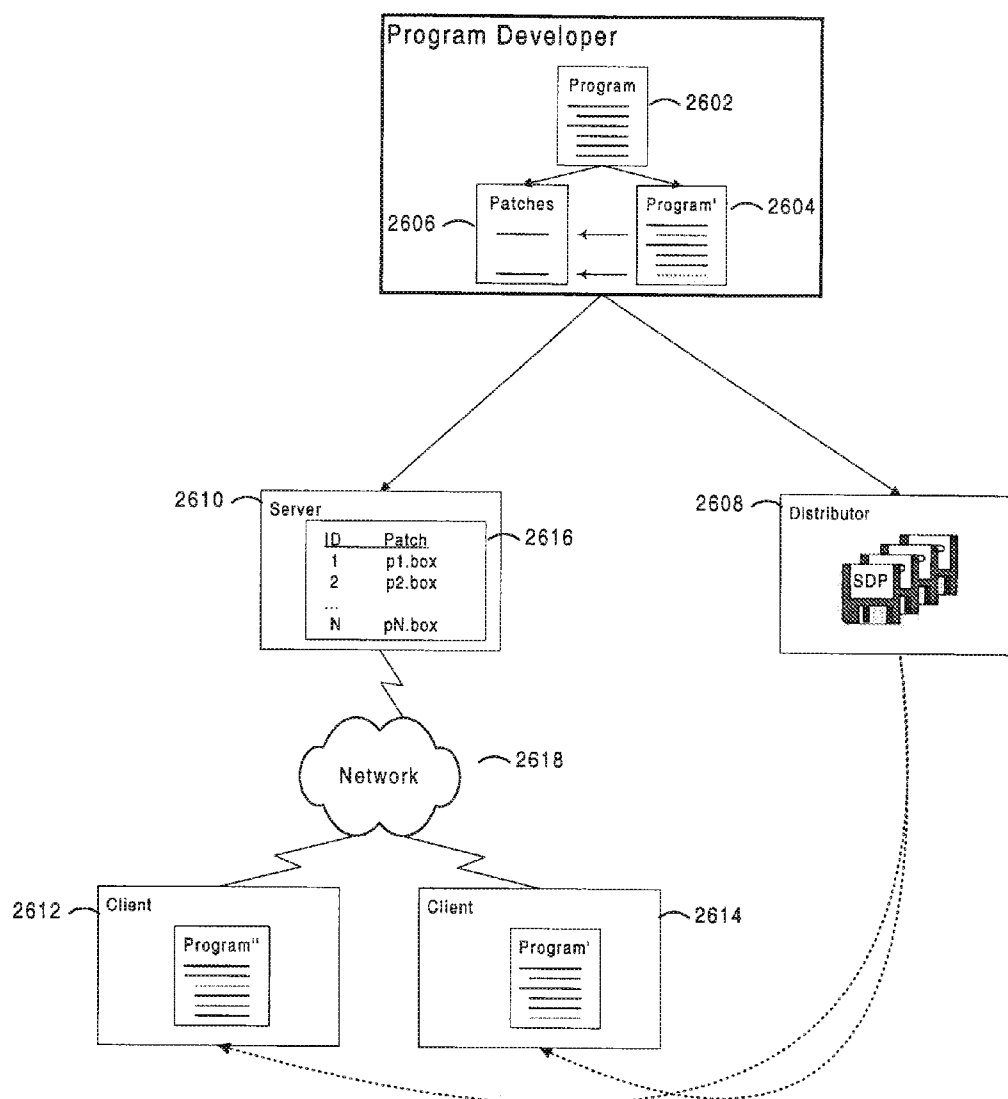 Program Developer
Program
2602
Patches
Program'
2604
2606
2610
Server
ID Patch
1 p1.box
2 p2.box
...
N pN.box
2616
2608
Distributor
SDP
Network
2618
2612
Client
Program"
Client
Program'
2614